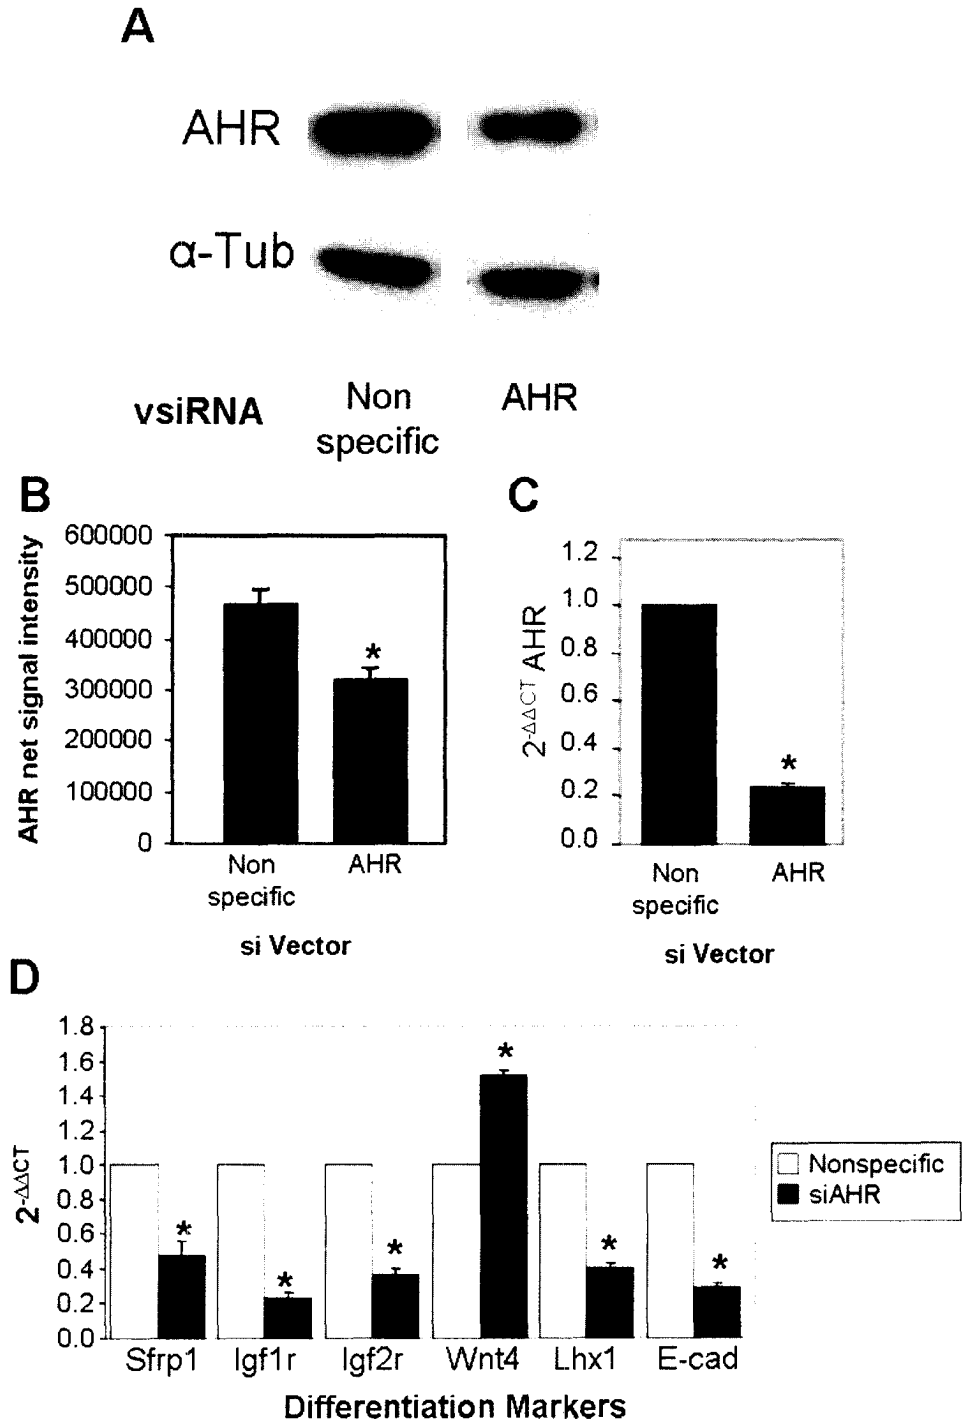 A
AHR
α-Tub
vsiRNA
Non
specific
AHR
B
AHR net signal intensity
600000
500000
400000
300000
200000
100000
0
*
Non
specific
AHR
si Vector
C
2-ΔΔCT AHR
1.2
1.0
0.8
0.6
0.4
0.2
0.0
*
Non
specific
AHR
si Vector
D
2-ΔΔCT
1.8
1.6
1.4
1.2
1.0
0.8
0.6
0.4
0.2
0.0
* * * * * *
Sfrp1 Igf1r Igf2r Wnt4 Lhx1 E-cad
Differentiation Markers
Nonspecific
siAHR